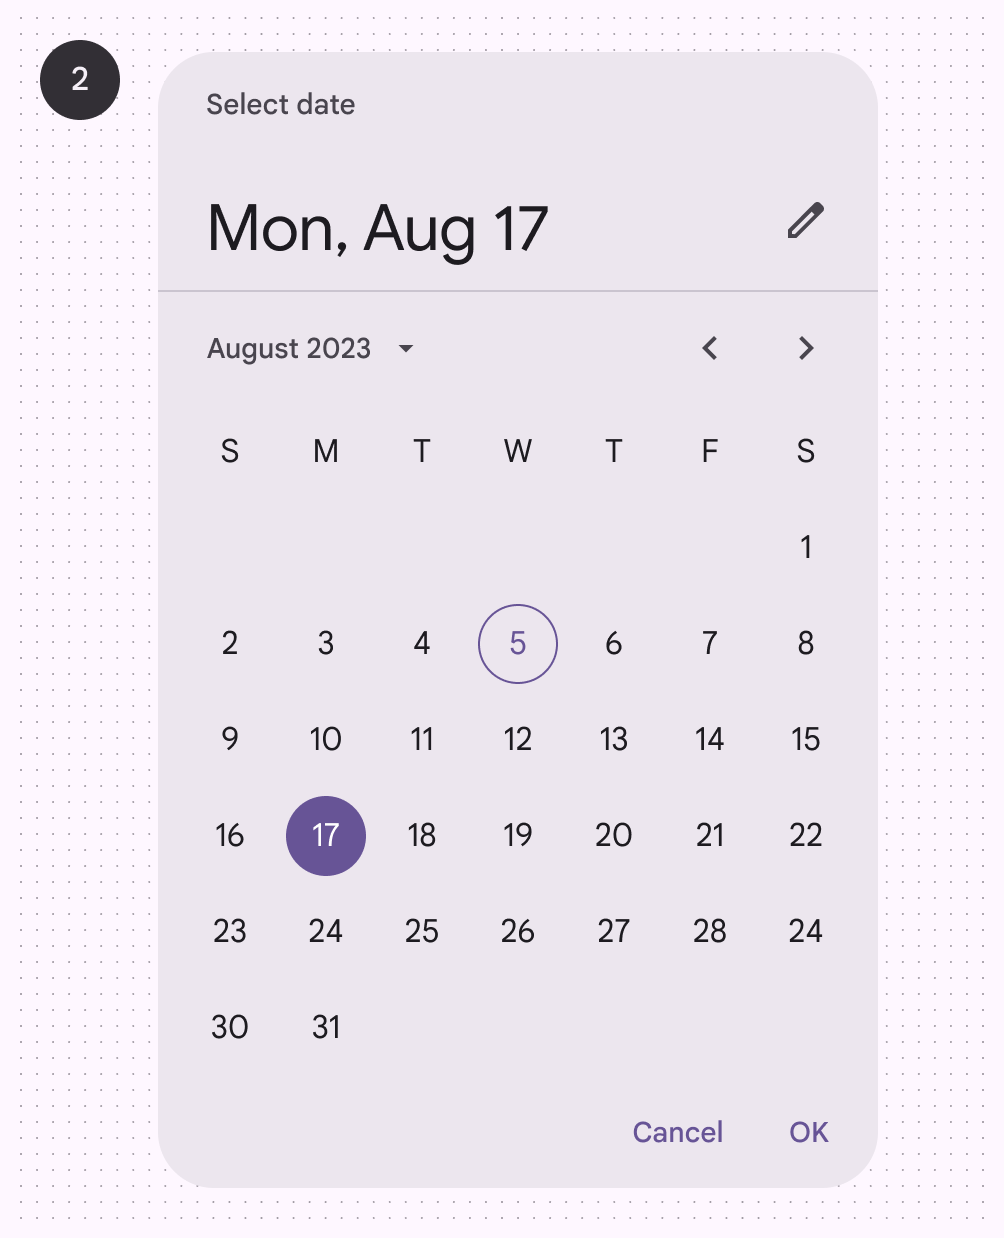 2
Select date
Mon, Aug 17
August 2023
S M T W T F S
1
2 3 4 5 6 7 8
9 10 11 12 13 14 15
16 17 18 19 20 21 22
23 24 25 26 27 28 24
30 31
Cancel OK